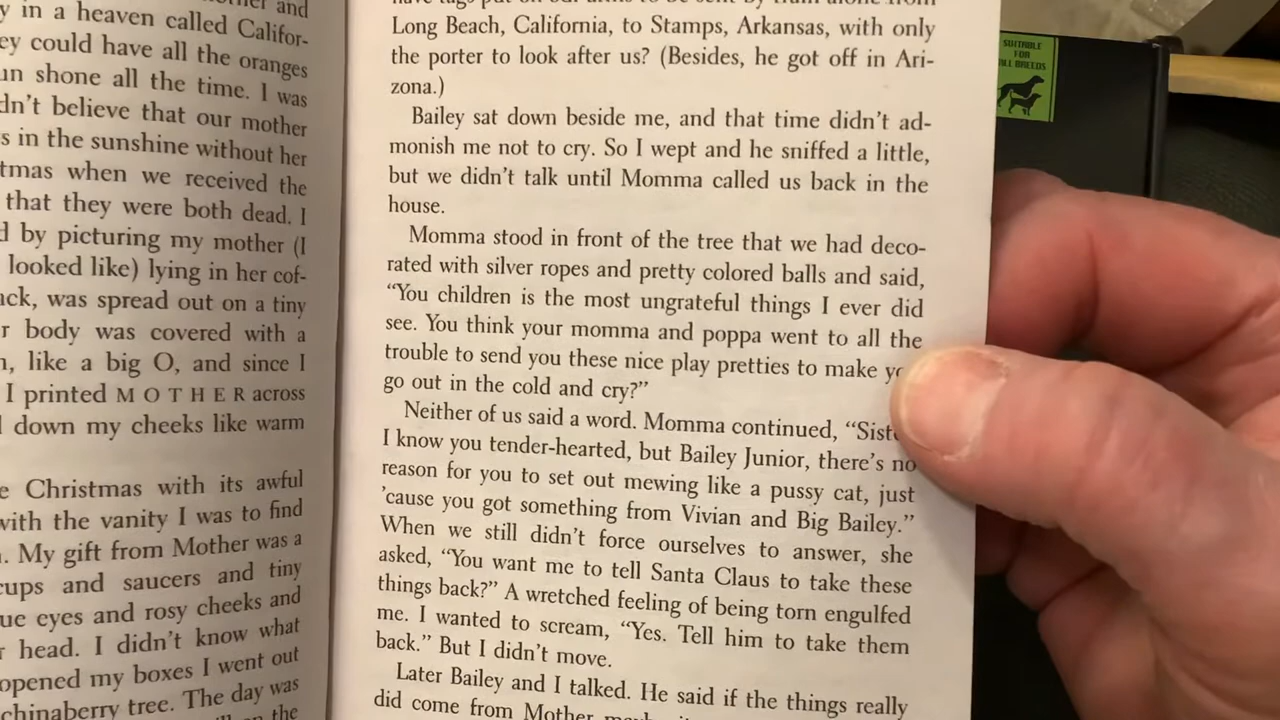 and
y in a heaven called Califor-
ey could have all the oranges
un shone all the time. I was
dn't believe that our mother
s in the sunshine without her
tmas when we received the
that they were both dead. I
d by picturing my mother (I
looked like) lying in her cof-
ack, was spread out on a tiny
r body was covered with a
n, like a big O, and since I
I printed M O T H E R across
l down my cheeks like warm
e Christmas with its awful
with the vanity I was to find
. My gift from Mother was a
cups and saucers and tiny
ue eyes and rosy cheeks and
r head. I didn't know what
opened my boxes I went out
chinaberry tree. The day was
the
Long Beach, California, to Stamps, Arkansas, with only
the porter to look after us? (Besides, he got off in Ari-
zona.)
Bailey sat down beside me, and that time didn't ad-
monish me not to cry. So I wept and he sniffed a little,
but we didn't talk until Momma called us back in the
house.
Momma stood in front of the tree that we had deco-
rated with silver ropes and pretty colored balls and said,
“You children is the most ungrateful things I ever did
see. You think your momma and poppa went to all the
trouble to send you these nice play pretties to make yo
go out in the cold and cry?”
Neither of us said a word. Momma continued, “Sist
I know you tender-hearted, but Bailey Junior, there's no
reason for you to set out mewing like a pussy cat, just
'cause you got something from Vivian and Big Bailey.”
When we still didn't force ourselves to answer, she
asked, “You want me to tell Santa Claus to take these
things back?” A wretched feeling of being torn engulfed
me. I wanted to scream, “Yes. Tell him to take them
back.” But I didn't move.
Later Bailey and I talked. He said if the things really
did come from Mother
SUITABLE
FOR
ALL BREEDS